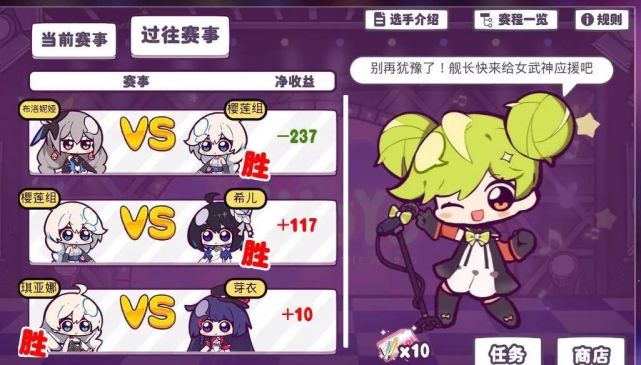 选手介绍
赛程一览
规则
当前赛事
过往赛事
赛事
净收益
别再犹豫了！舰长快来给女武神应援吧
布洛妮娅
VS
樱莲组
胜
-237
樱莲组
VS
希儿
胜
+117
琪亚娜
胜
VS
芽衣
+10
x10
任务
商店